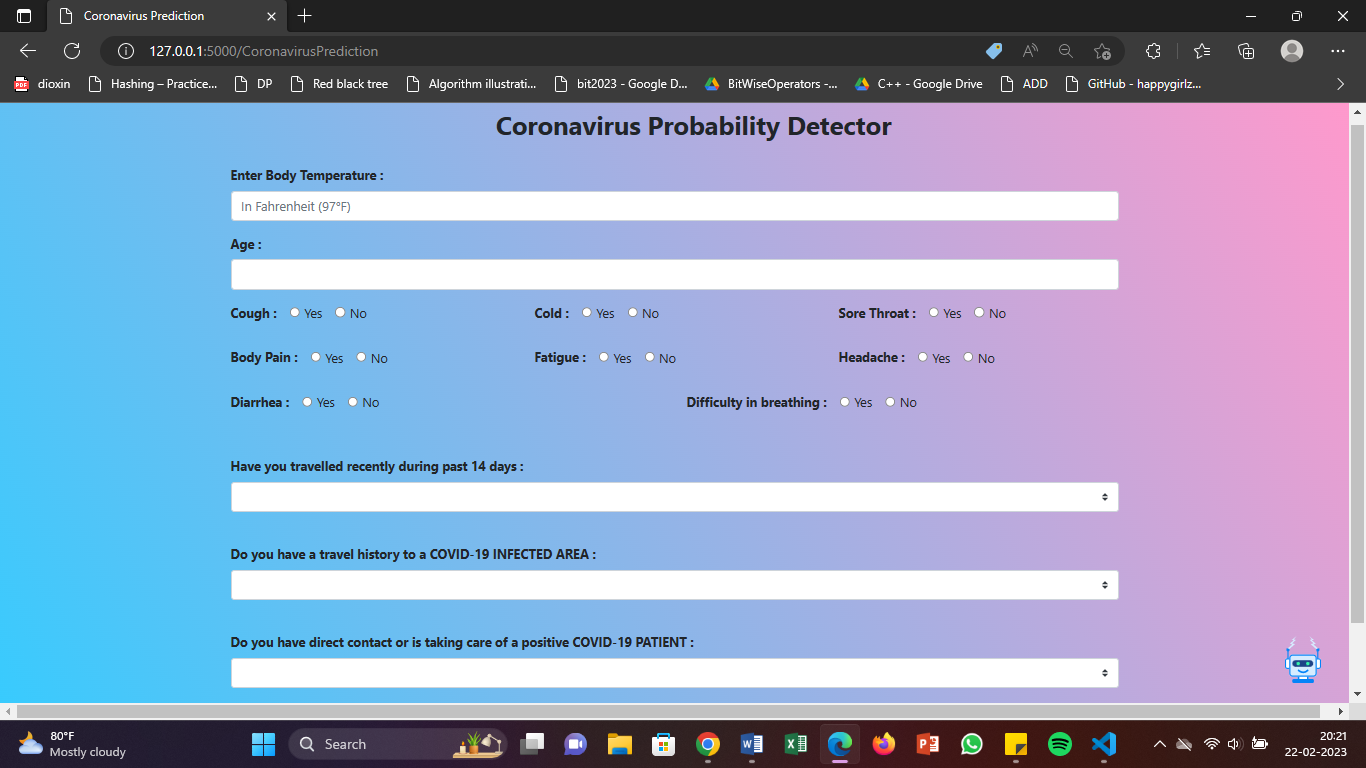 Coronavirus Prediction
127.0.0.1:5000/CoronavirusPrediction
PDF dioxin Hashing – Practice... DP Red black tree Algorithm illustrati... bit2023 - Google D... BitWiseOperators -... C++ - Google Drive ADD GitHub - happygirlz...
Coronavirus Probability Detector
Enter Body Temperature :
In Fahrenheit (97°F)
Age :
Cough : Yes No Cold : Yes No Sore Throat : Yes No
Body Pain : Yes No Fatigue : Yes No Headache : Yes No
Diarrhea : Yes No Difficulty in breathing : Yes No
Have you travelled recently during past 14 days :
Do you have a travel history to a COVID-19 INFECTED AREA :
Do you have direct contact or is taking care of a positive COVID-19 PATIENT :
80°F
Mostly cloudy
Search
20:21
22-02-2023